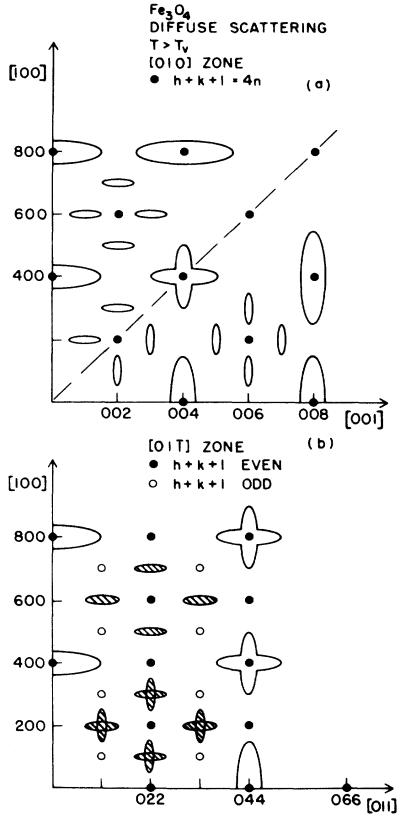 Fe3O4
DIFFUSE SCATTERING
T > Tv
[010] ZONE
● h + k + l = 4n
(a)
[100]
800
600
400
002 004 006 008
[001]
[01T] ZONE
(b)
● h + k + l EVEN
○ h + k + l ODD
[100]
800
600
400
200
022 044 066
[011]